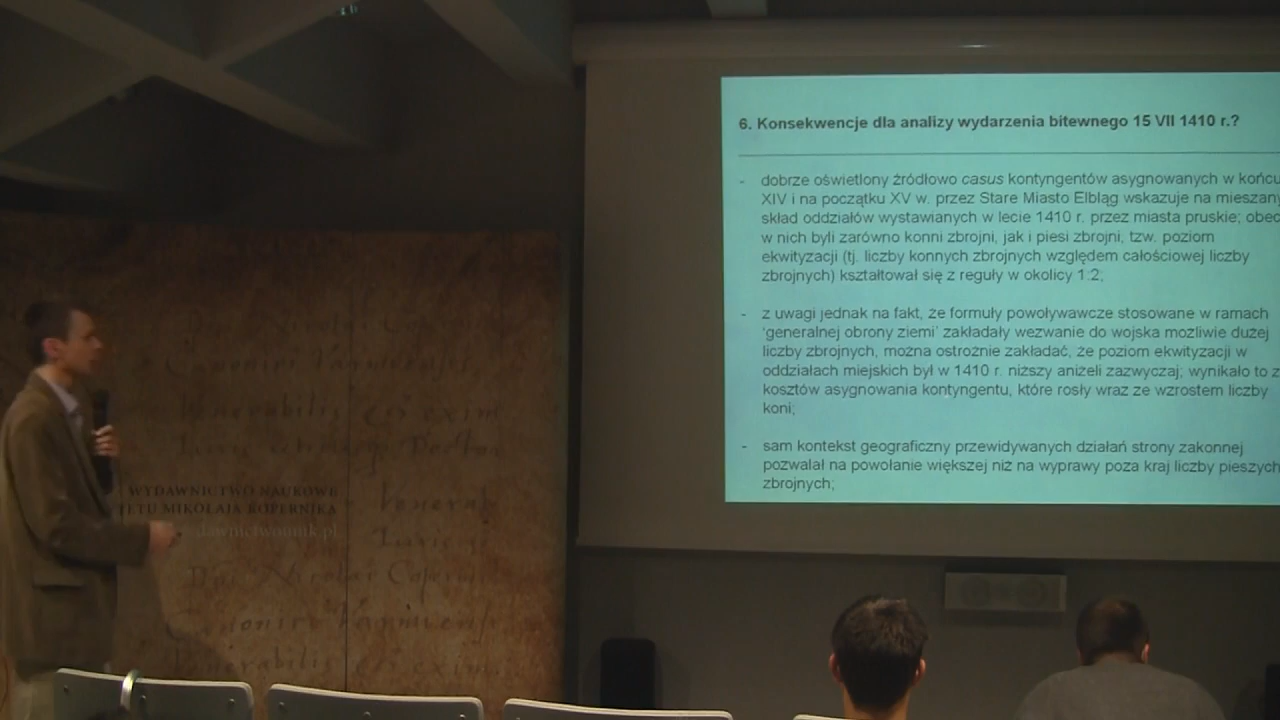 6. Konsekwencje dla analizy wydarzenia bitewnego 15 VII 1410 r.?
- dobrze oświetlony źródłowo casus kontyngentów asygnowanych w końcu
XIV i na początku XV w. przez Stare Miasto Elbląg wskazuje na mieszany
skład oddziałów wystawianych w lecie 1410 r. przez miasta pruskie; obec
w nich byli zarówno konni zbrojni, jak i piesi zbrojni, tzw. poziom
ekwityzacji (tj. liczby konnych zbrojnych względem całościowej liczby
zbrojnych) kształtował się z reguły w okolicy 1:2;
- z uwagi jednak na fakt, że formuły powoływawcze stosowane w ramach
'generalnej obrony ziemi' zakładały wezwanie do wojska możliwie dużej
liczby zbrojnych, można ostrożnie zakładać, że poziom ekwityzacji w
oddziałach miejskich był w 1410 r. niższy aniżeli zazwyczaj; wynikało to z
kosztów asygnowania kontyngentu, które rosły wraz ze wzrostem liczby
koni;
- sam kontekst geograficzny przewidywanych działań strony zakonnej
pozwalał na powołanie większej niż na wyprawy poza kraj liczby pieszych
zbrojnych;
WYDAWNICTWO NAUKOWE
ETU MIKOŁAJA KOPERNIKA
dawnictwoumk.pl